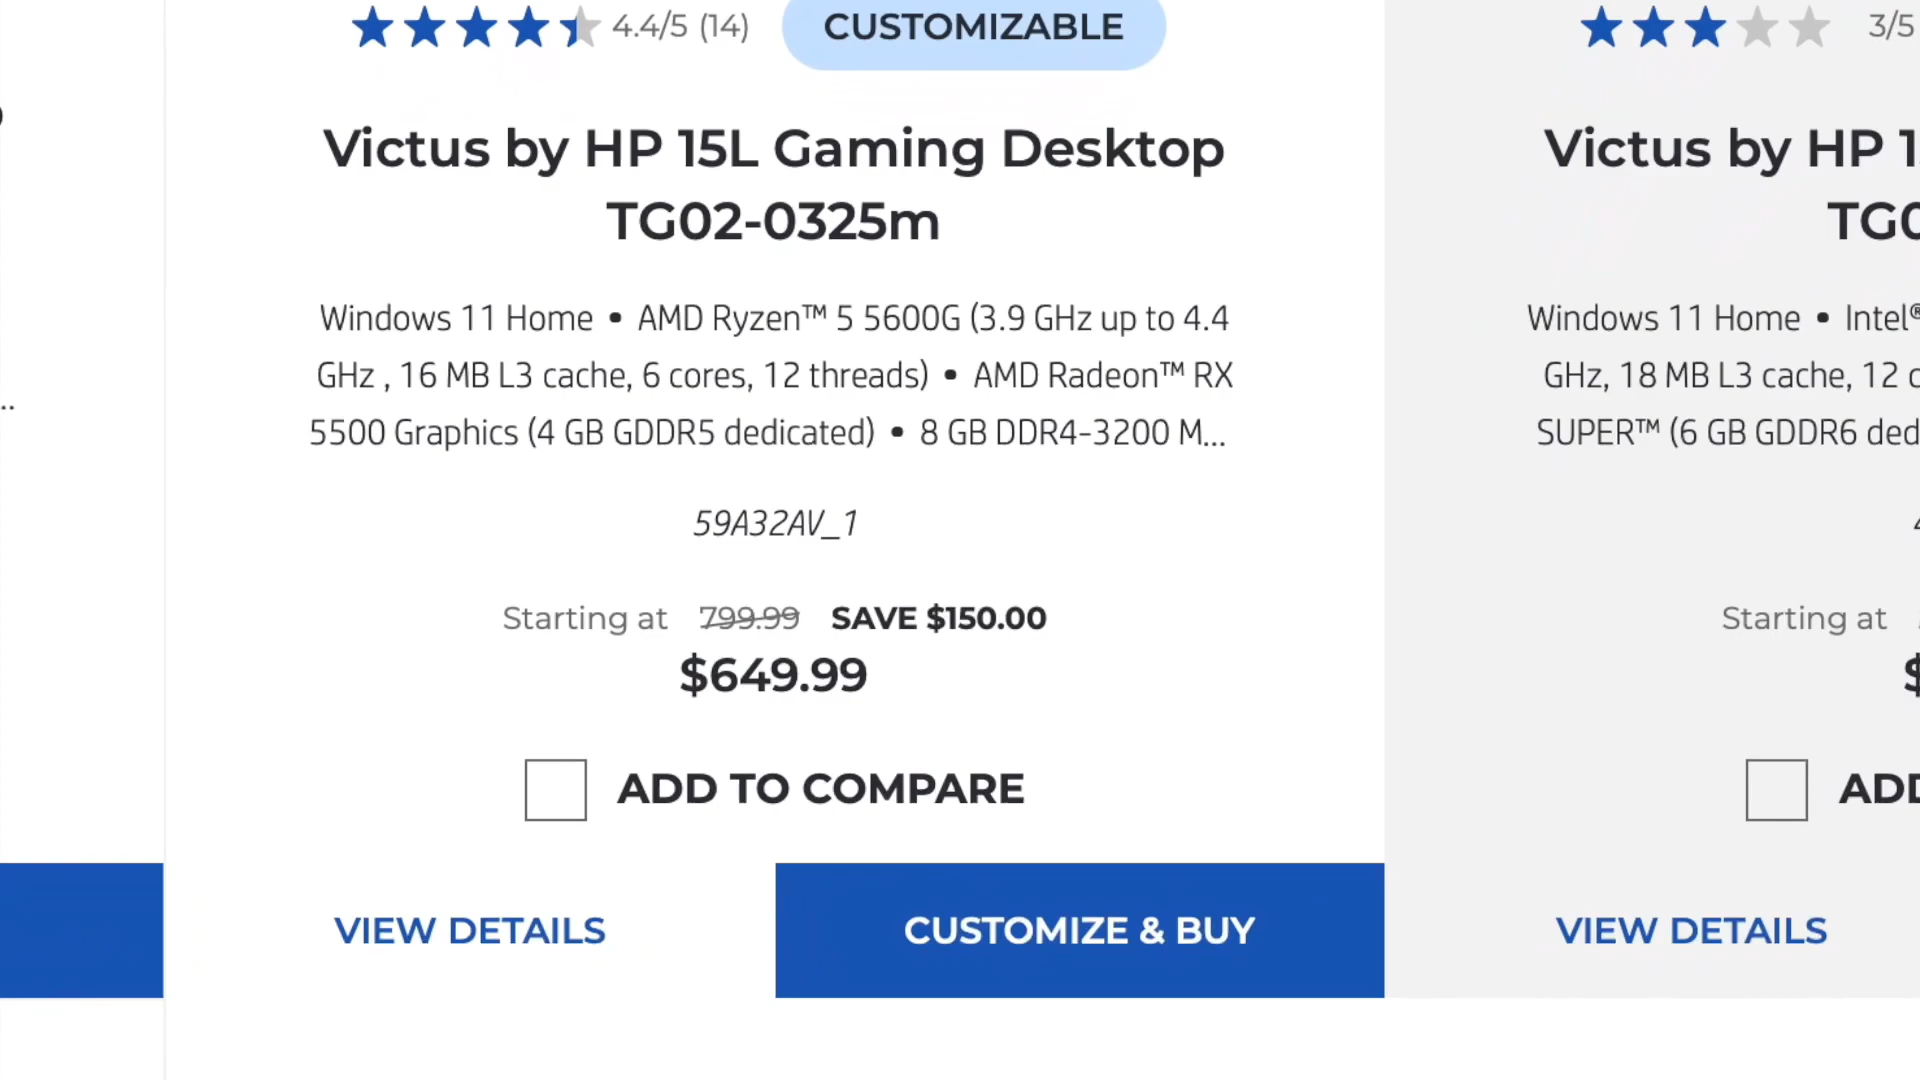 4.4/5 (14)
CUSTOMIZABLE
Victus by HP 15L Gaming Desktop
TG02-0325m
Windows 11 Home • AMD Ryzen™ 5 5600G (3.9 GHz up to 4.4
GHz , 16 MB L3 cache, 6 cores, 12 threads) • AMD Radeon™ RX
5500 Graphics (4 GB GDDR5 dedicated) • 8 GB DDR4-3200 M...
59A32AV_1
Starting at 799.99 SAVE $150.00
$649.99
ADD TO COMPARE
VIEW DETAILS
CUSTOMIZE & BUY
3/5
Victus by HP 1
TG0
Windows 11 Home • Intel®
GHz, 18 MB L3 cache, 12 c
SUPER™ (6 GB GDDR6 ded
Starting at
$
ADD
VIEW DETAILS